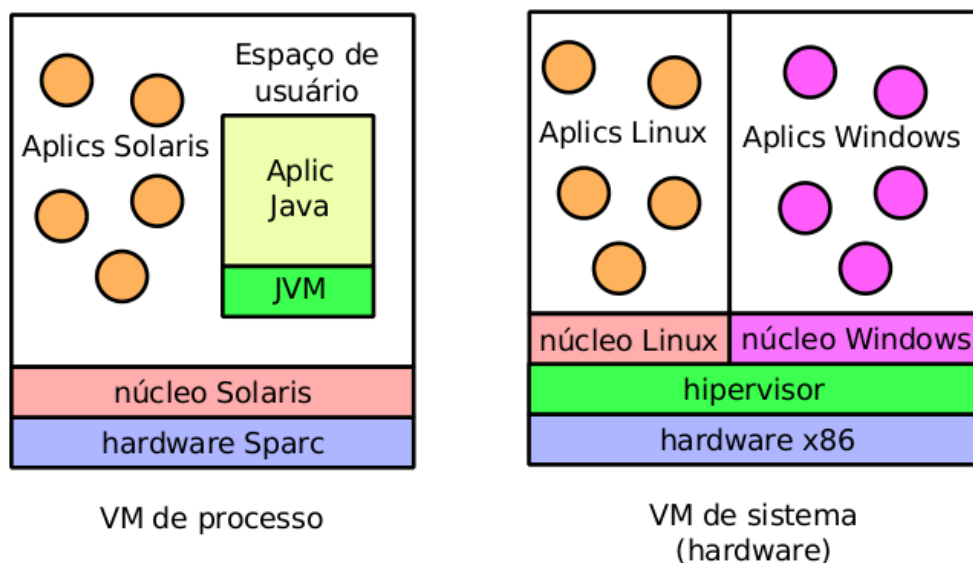 Espaço de
usuário
Aplics Solaris
Aplic
Java
JVM
núcleo Solaris
hardware Sparc
VM de processo
Aplics Linux
Aplics Windows
núcleo Linux
núcleo Windows
hipervisor
hardware x86
VM de sistema
(hardware)